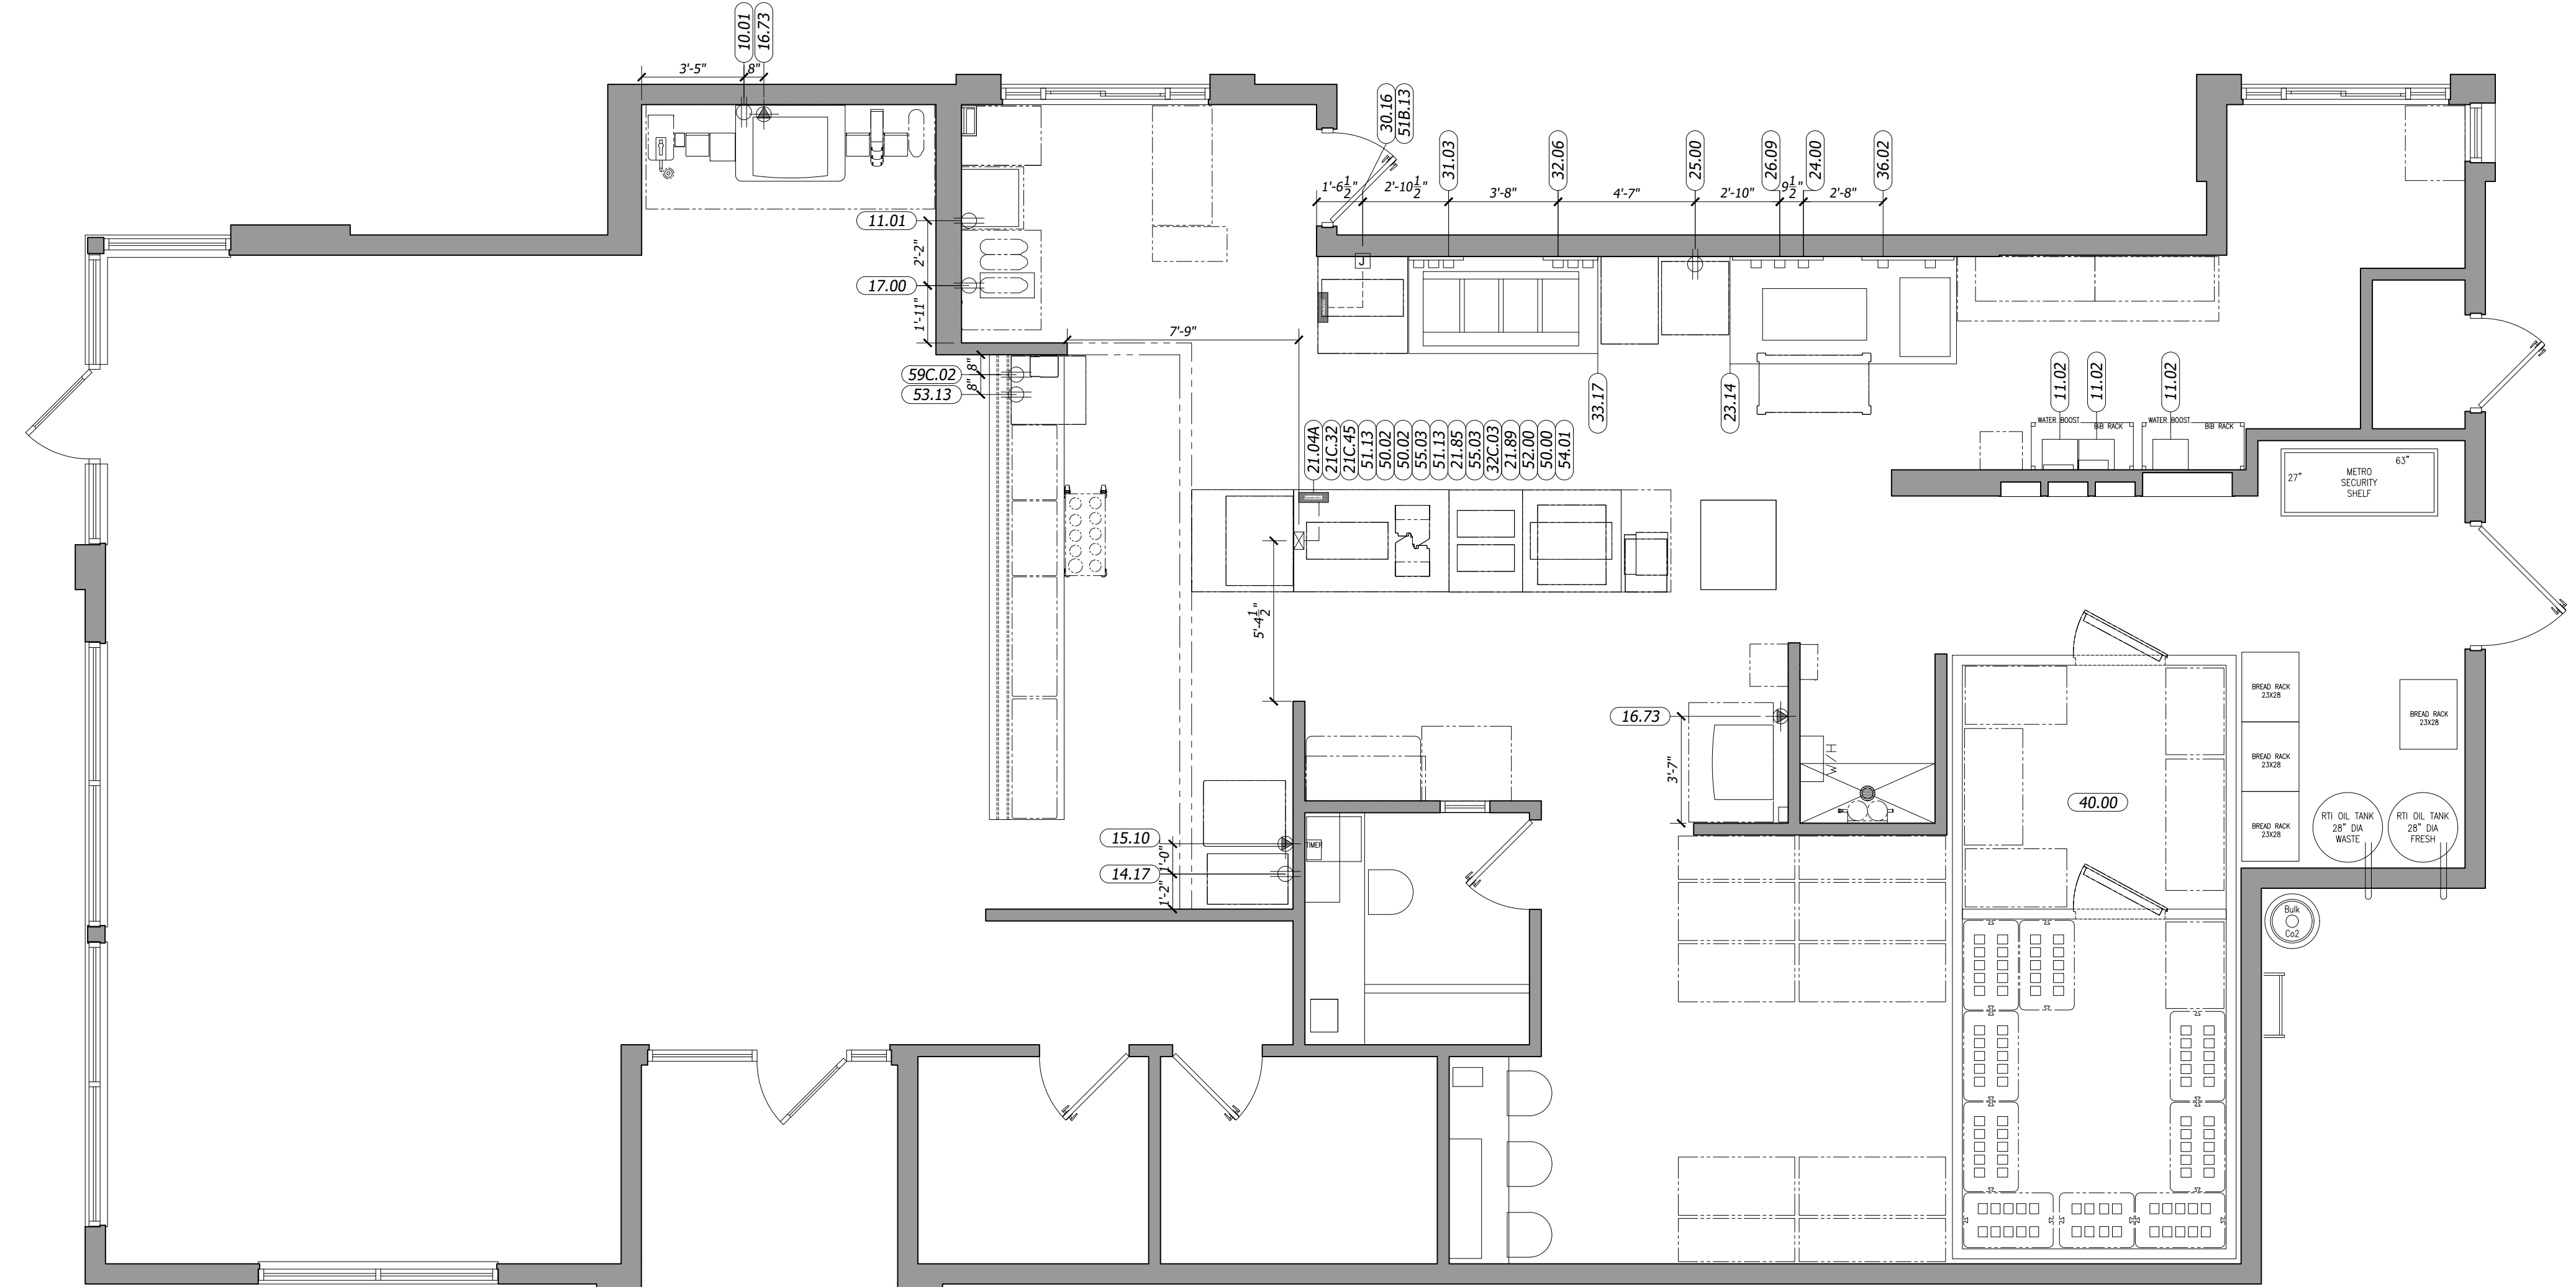 10.01
16.73
3'-5"
8"
30.16
51B.13
31.03
32.06
25.00
26.09
24.00
36.02
1'-6 1/2"
2'-10 1/2"
3'-8"
4'-7"
2'-10"
9 1/2"
2'-8"
11.01
2'-2"
17.00
1'-11"
J
7'-9"
59C.02
8"
53.13
8"
33.17
23.14
11.02
11.02
11.02
WATER BOOST
BIB RACK
WATER BOOST
BIB RACK
21.04A
21C.32
21C.45
51.13
50.02
50.02
55.03
51.13
21.85
55.03
32C.03
21.89
52.00
50.00
54.01
63"
27"
METRO
SECURITY
SHELF
5'-4 1/2"
16.73
3'-7"
W/H
BREAD RACK
23X28
BREAD RACK
23X28
BREAD RACK
23X28
BREAD RACK
23X28
40.00
RTI OIL TANK
28" DIA
WASTE
RTI OIL TANK
28" DIA
FRESH
15.10
1'-0"
14.17
1'-2"
TIMER
Bulk
Co2